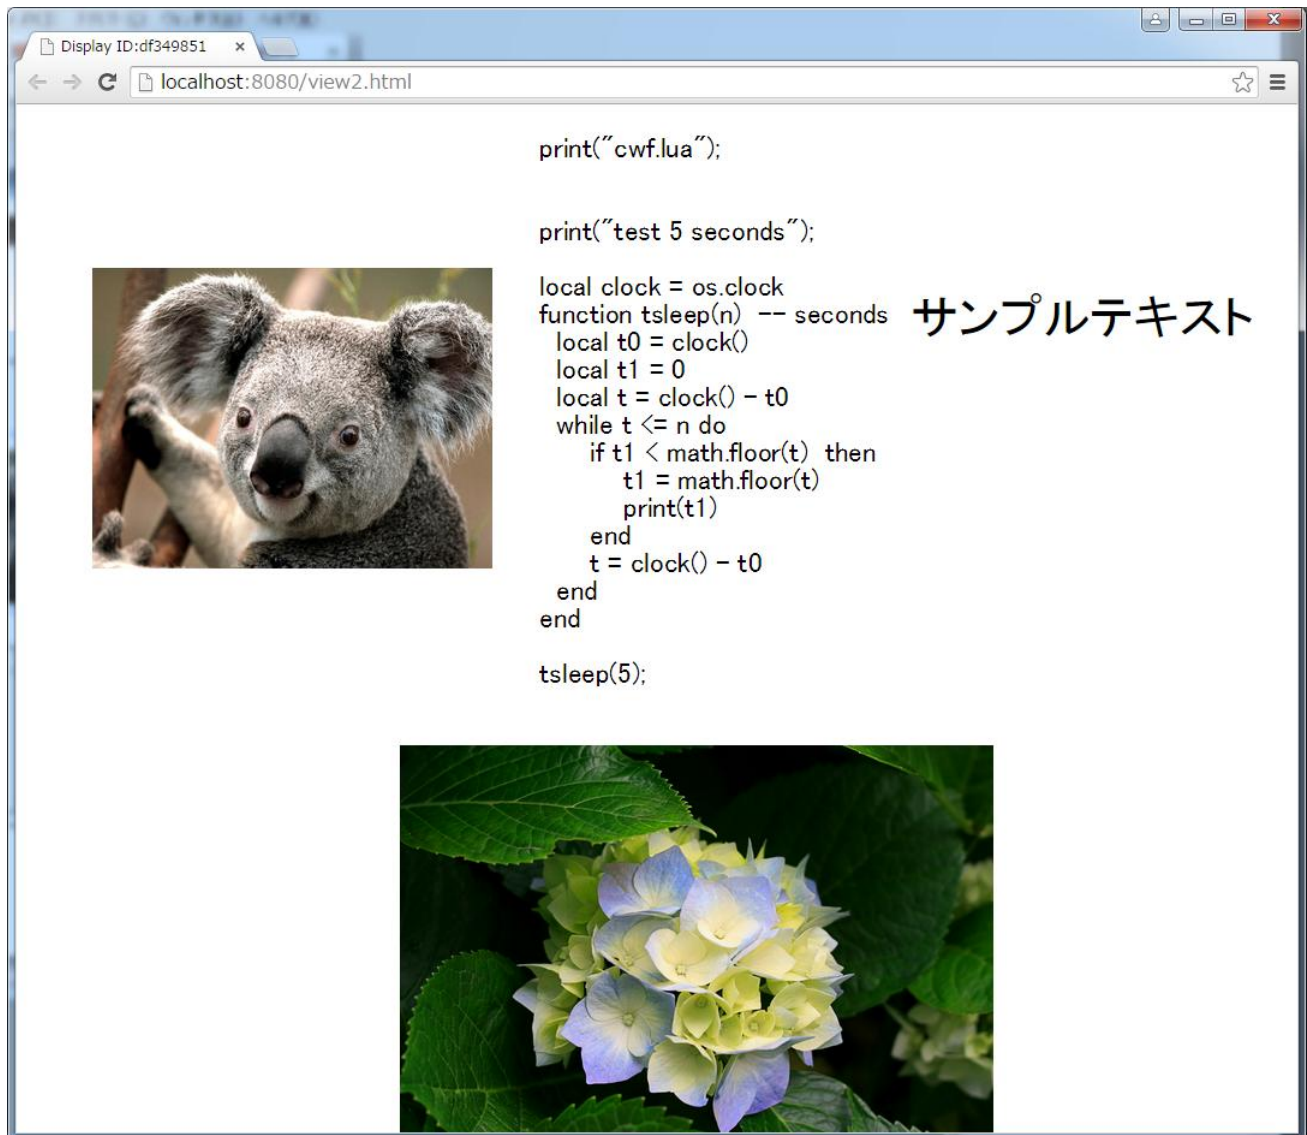 Display ID:df349851
localhost:8080/view2.html
print("cwf.lua");
print("test 5 seconds");
local clock = os.clock
function tsleep(n) -- seconds
local t0 = clock()
local t1 = 0
local t = clock() - t0
while t <= n do
if t1 < math.floor(t) then
t1 = math.floor(t)
print(t1)
end
t = clock() - t0
end
end
tsleep(5);
サンプルテキスト